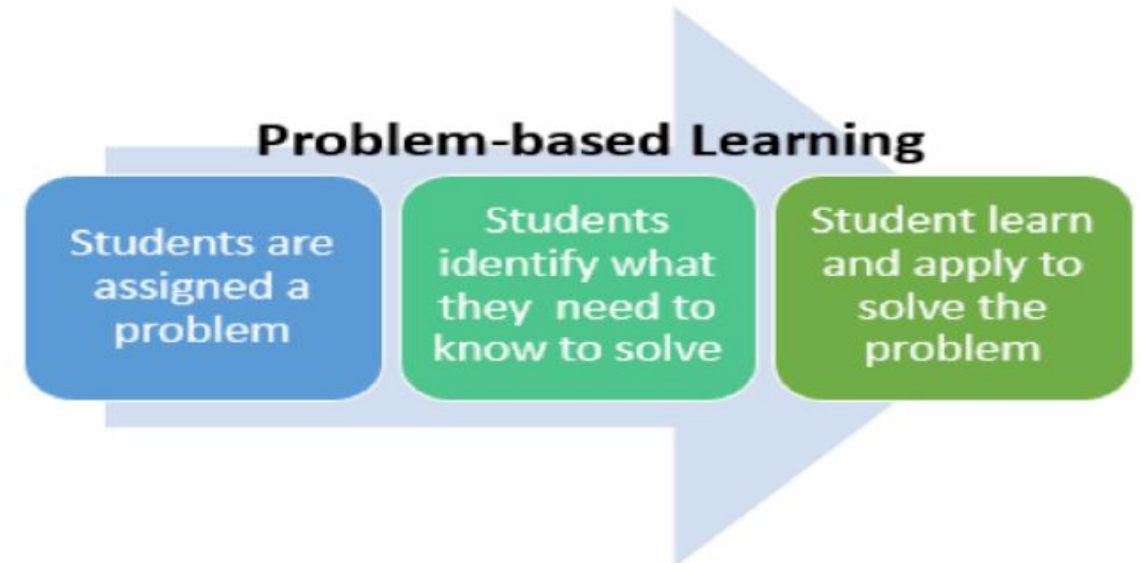 Problem-based Learning
Students are
assigned a
problem
Students
identify what
they need to
know to solve
Student learn
and apply to
solve the
problem